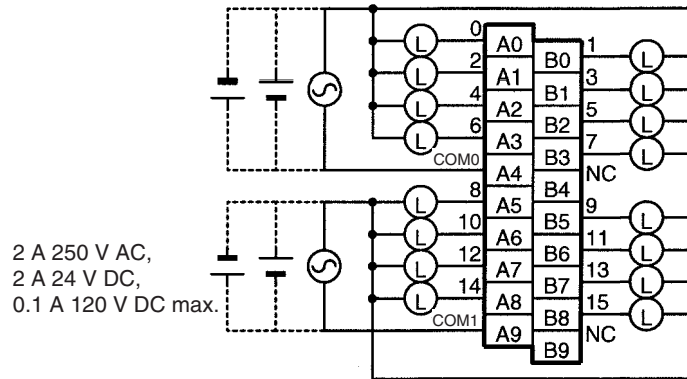 0
L A0 1
2 B0 L
L A1 3
4 B1 L
L A2 5
6 B2 L
L A3 7
COM0 B3 L
A4 NC
8 B4
L A5 9
10 B5 L
L A6 11
12 B6 L
L A7 13
14 B7 L
L A8 15
COM1 B8 L
A9 NC
B9
2 A 250 V AC,
2 A 24 V DC,
0.1 A 120 V DC max.